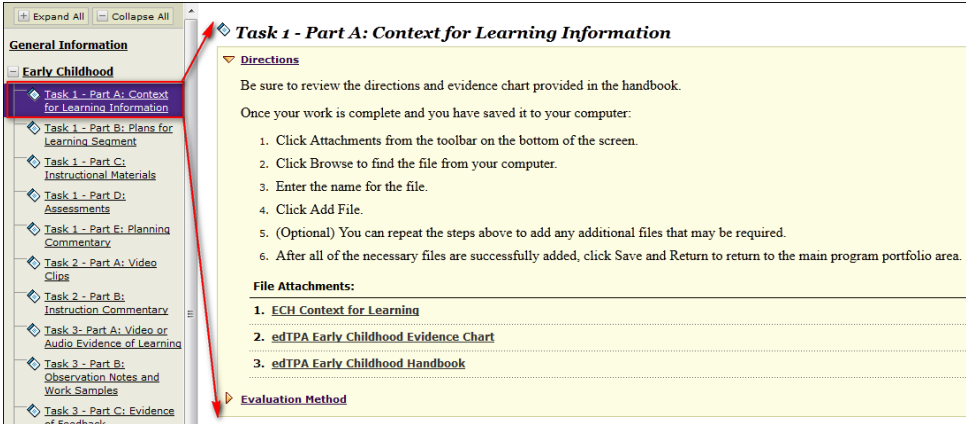 Expand All Collapse All
General Information
Early Childhood
Task 1 - Part A: Context
for Learning Information
Task 1 - Part B: Plans for
Learning Segment
Task 1 - Part C:
Instructional Materials
Task 1 - Part D:
Assessments
Task 1 - Part E: Planning
Commentary
Task 2 - Part A: Video
Clips
Task 2 - Part B:
Instruction Commentary
Task 3- Part A: Video or
Audio Evidence of Learning
Task 3 - Part B:
Observation Notes and
Work Samples
Task 3 - Part C: Evidence
of Feedback
Task 1 - Part A: Context for Learning Information
Directions
Be sure to review the directions and evidence chart provided in the handbook.
Once your work is complete and you have saved it to your computer:
1. Click Attachments from the toolbar on the bottom of the screen.
2. Click Browse to find the file from your computer.
3. Enter the name for the file.
4. Click Add File.
5. (Optional) You can repeat the steps above to add any additional files that may be required.
6. After all of the necessary files are successfully added, click Save and Return to return to the main program portfolio area.
File Attachments:
1. ECH Context for Learning
2. edTPA Early Childhood Evidence Chart
3. edTPA Early Childhood Handbook
Evaluation Method